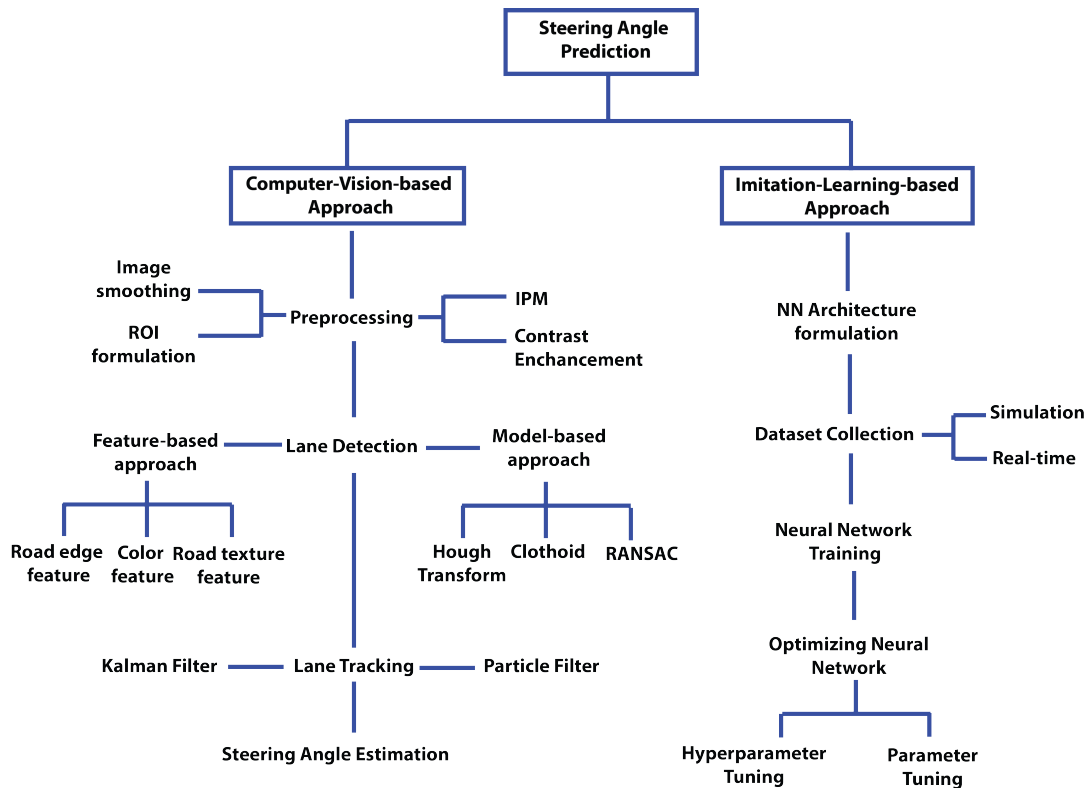 Steering Angle
Prediction
Computer-Vision-based
Approach
Imitation-Learning-based
Approach
Image
smoothing
ROI
formulation
Preprocessing
IPM
Contrast
Enchancement
NN Architecture
formulation
Feature-based
approach
Lane Detection
Model-based
approach
Dataset Collection
Simulation
Real-time
Road edge
feature
Color
feature
Road texture
feature
Hough
Transform
Clothoid
RANSAC
Neural Network
Training
Kalman Filter
Lane Tracking
Particle Filter
Optimizing Neural
Network
Steering Angle Estimation
Hyperparameter
Tuning
Parameter
Tuning